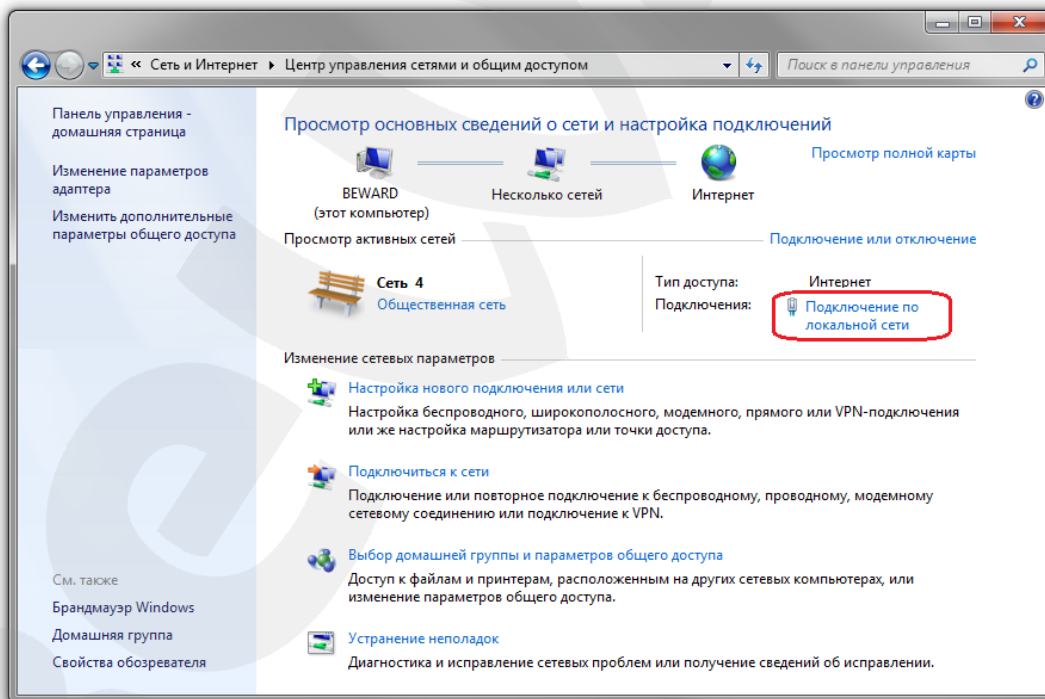 « Сеть и Интернет ▸ Центр управления сетями и общим доступом
Поиск в панели управления
Панель управления -
домашняя страница
Изменение параметров
адаптера
Изменить дополнительные
параметры общего доступа
См. также
Брандмауэр Windows
Домашняя группа
Свойства обозревателя
Просмотр основных сведений о сети и настройка подключений
Просмотр полной карты
BEWARD
(этот компьютер)
Несколько сетей
Интернет
Просмотр активных сетей
Подключение или отключение
Сеть 4
Общественная сеть
Тип доступа: Интернет
Подключения: Подключение по
локальной сети
Изменение сетевых параметров
Настройка нового подключения или сети
Настройка беспроводного, широкополосного, модемного, прямого или VPN-подключения
или же настройка маршрутизатора или точки доступа.
Подключиться к сети
Подключение или повторное подключение к беспроводному, проводному, модемному
сетевому соединению или подключение к VPN.
Выбор домашней группы и параметров общего доступа
Доступ к файлам и принтерам, расположенным на других сетевых компьютерах, или
изменение параметров общего доступа.
Устранение неполадок
Диагностика и исправление сетевых проблем или получение сведений об исправлении.